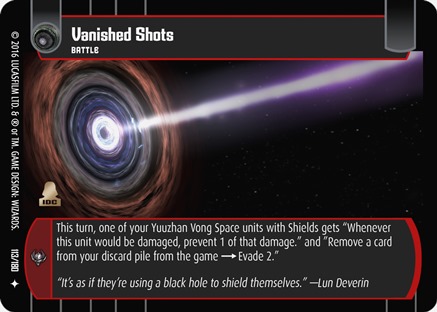 Vanished Shots
BATTLE
IDC
This turn, one of your Yuuzhan Vong Space units with Shields gets “Whenever
this unit would be damaged, prevent 1 of that damage.” and “Remove a card
from your discard pile from the game → Evade 2.”
“It’s as if they’re using a black hole to shield themselves.” —Lun Deverin
© 2016 LUCASFILM LTD. & ® or TM. GAME DESIGN: WIZARDS.
113/180